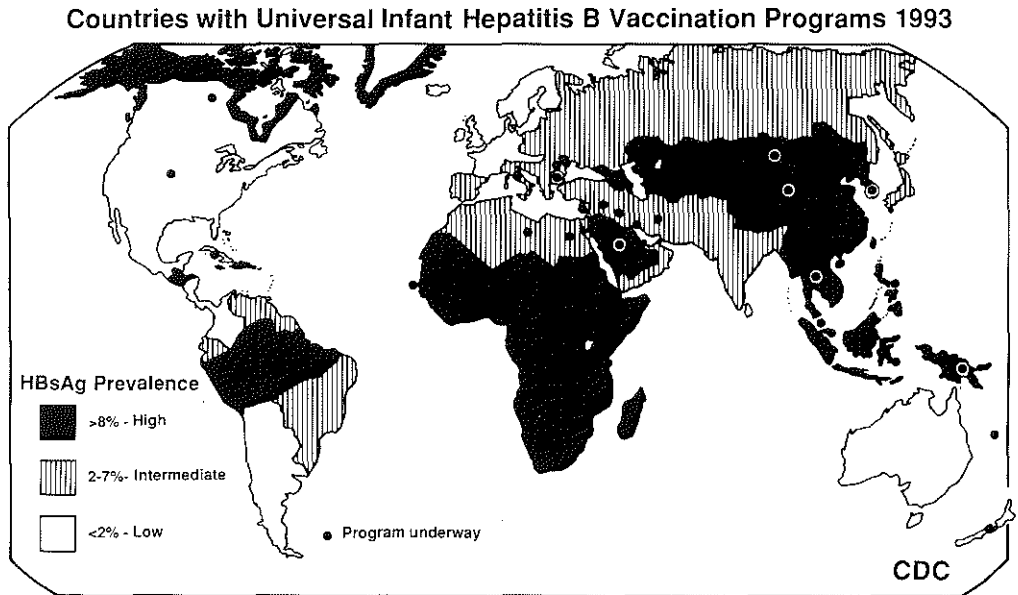 Countries with Universal Infant Hepatitis B Vaccination Programs 1993
HBsAg Prevalence
>8% - High
2-7%- Intermediate
<2% - Low
Program underway
CDC